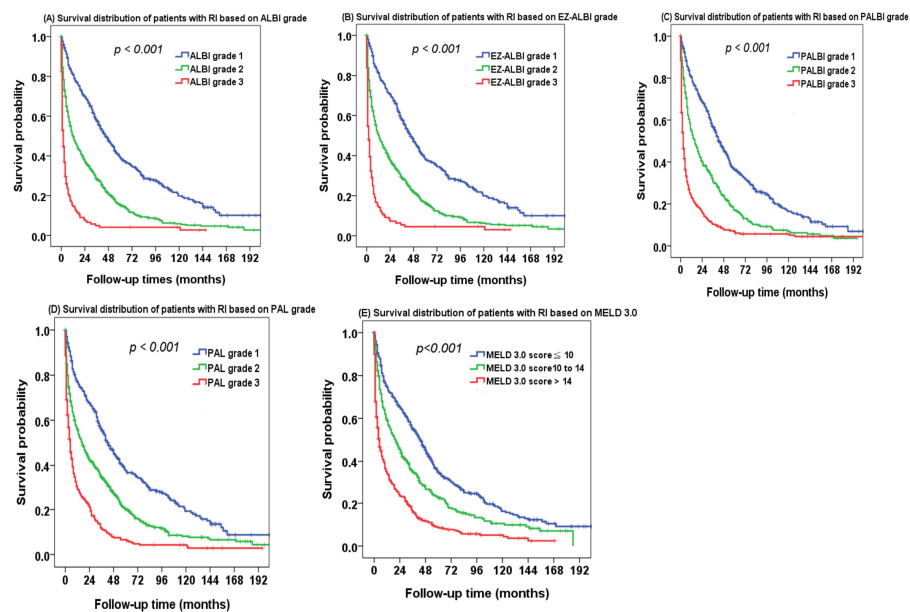 (A) Survival distribution of patients with RI based on ALBI grade
p < 0.001
ALBI grade 1
ALBI grade 2
ALBI grade 3
Survival probability
1.0
0.8
0.6
0.4
0.2
0.0
0 24 48 72 96 120 144 168 192
Follow-up times (months)
(B) Survival distribution of patients with RI based on EZ-ALBI grade
p < 0.001
EZ-ALBI grade 1
EZ-ALBI grade 2
EZ-ALBI grade 3
Survival probability
1.0
0.8
0.6
0.4
0.2
0.0
0 24 48 72 96 120 144 168 192
Follow-up time (months)
(C) Survival distribution of patients with RI based on PALBI grade
p < 0.001
PALBI grade 1
PALBI grade 2
PALBI grade 3
Survival probability
1.0
0.8
0.6
0.4
0.2
0.0
0 24 48 72 96 120 144 168 192
Follow-up time (months)
(D) Survival distribution of patients with RI based on PAL grade
p < 0.001
PAL grade 1
PAL grade 2
PAL grade 3
Survival probability
1.0
0.8
0.6
0.4
0.2
0.0
0 24 48 72 96 120 144 168 192
Follow-up time (months)
(E) Survival distribution of patients with RI based on MELD 3.0
p<0.001
MELD 3.0 score ≦ 10
MELD 3.0 score10 to 14
MELD 3.0 score > 14
Survival probability
1.0
0.8
0.6
0.4
0.2
0.0
0 24 48 72 96 120 144 168 192
Follow-up time (months)